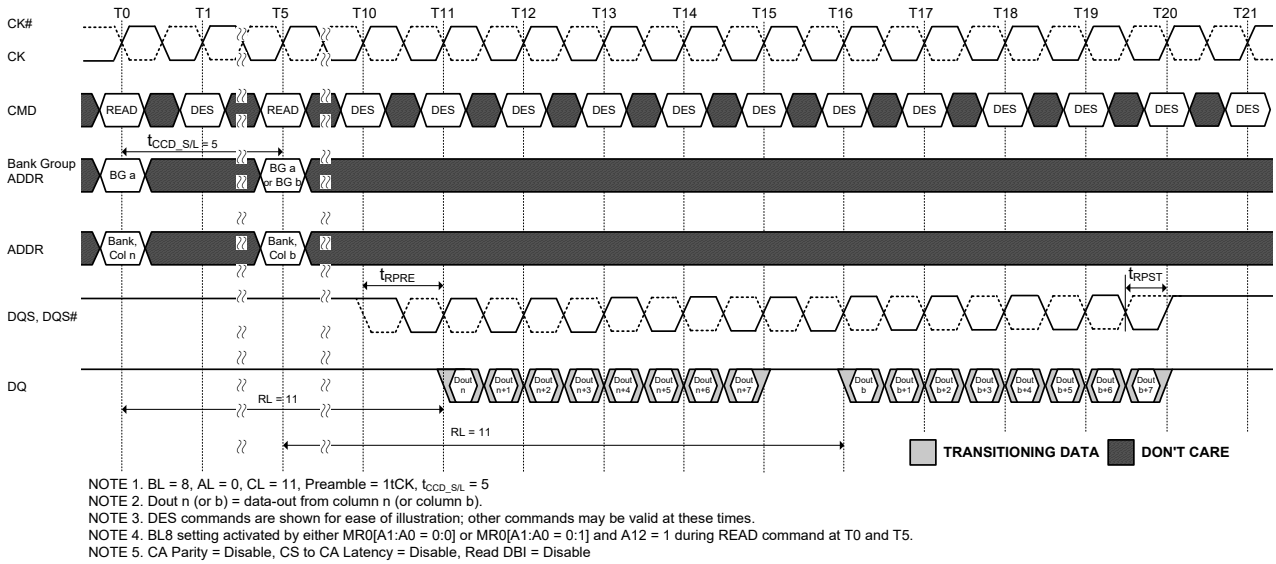 T0 T1 T5 T10 T11 T12 T13 T14 T15 T16 T17 T18 T19 T20 T21
CK#
CK
CMD READ DES READ DES DES DES DES DES DES DES DES DES DES DES DES
tCCD_S/L = 5
Bank Group
ADDR
BG a
BG a
or BG b
ADDR
Bank,
Col n
Bank,
Col b
tRPRE
tRPST
DQS, DQS#
DQ
Dout
n
Dout
n+1
Dout
n+2
Dout
n+3
Dout
n+4
Dout
n+5
Dout
n+6
Dout
n+7
Dout
b
Dout
b+1
Dout
b+2
Dout
b+3
Dout
b+4
Dout
b+5
Dout
b+6
Dout
b+7
RL = 11
RL = 11
TRANSITIONING DATA DON'T CARE
NOTE 1. BL = 8, AL = 0, CL = 11, Preamble = 1tCK, tCCD_S/L = 5
NOTE 2. Dout n (or b) = data-out from column n (or column b).
NOTE 3. DES commands are shown for ease of illustration; other commands may be valid at these times.
NOTE 4. BL8 setting activated by either MR0[A1:A0 = 0:0] or MR0[A1:A0 = 0:1] and A12 = 1 during READ command at T0 and T5.
NOTE 5. CA Parity = Disable, CS to CA Latency = Disable, Read DBI = Disable